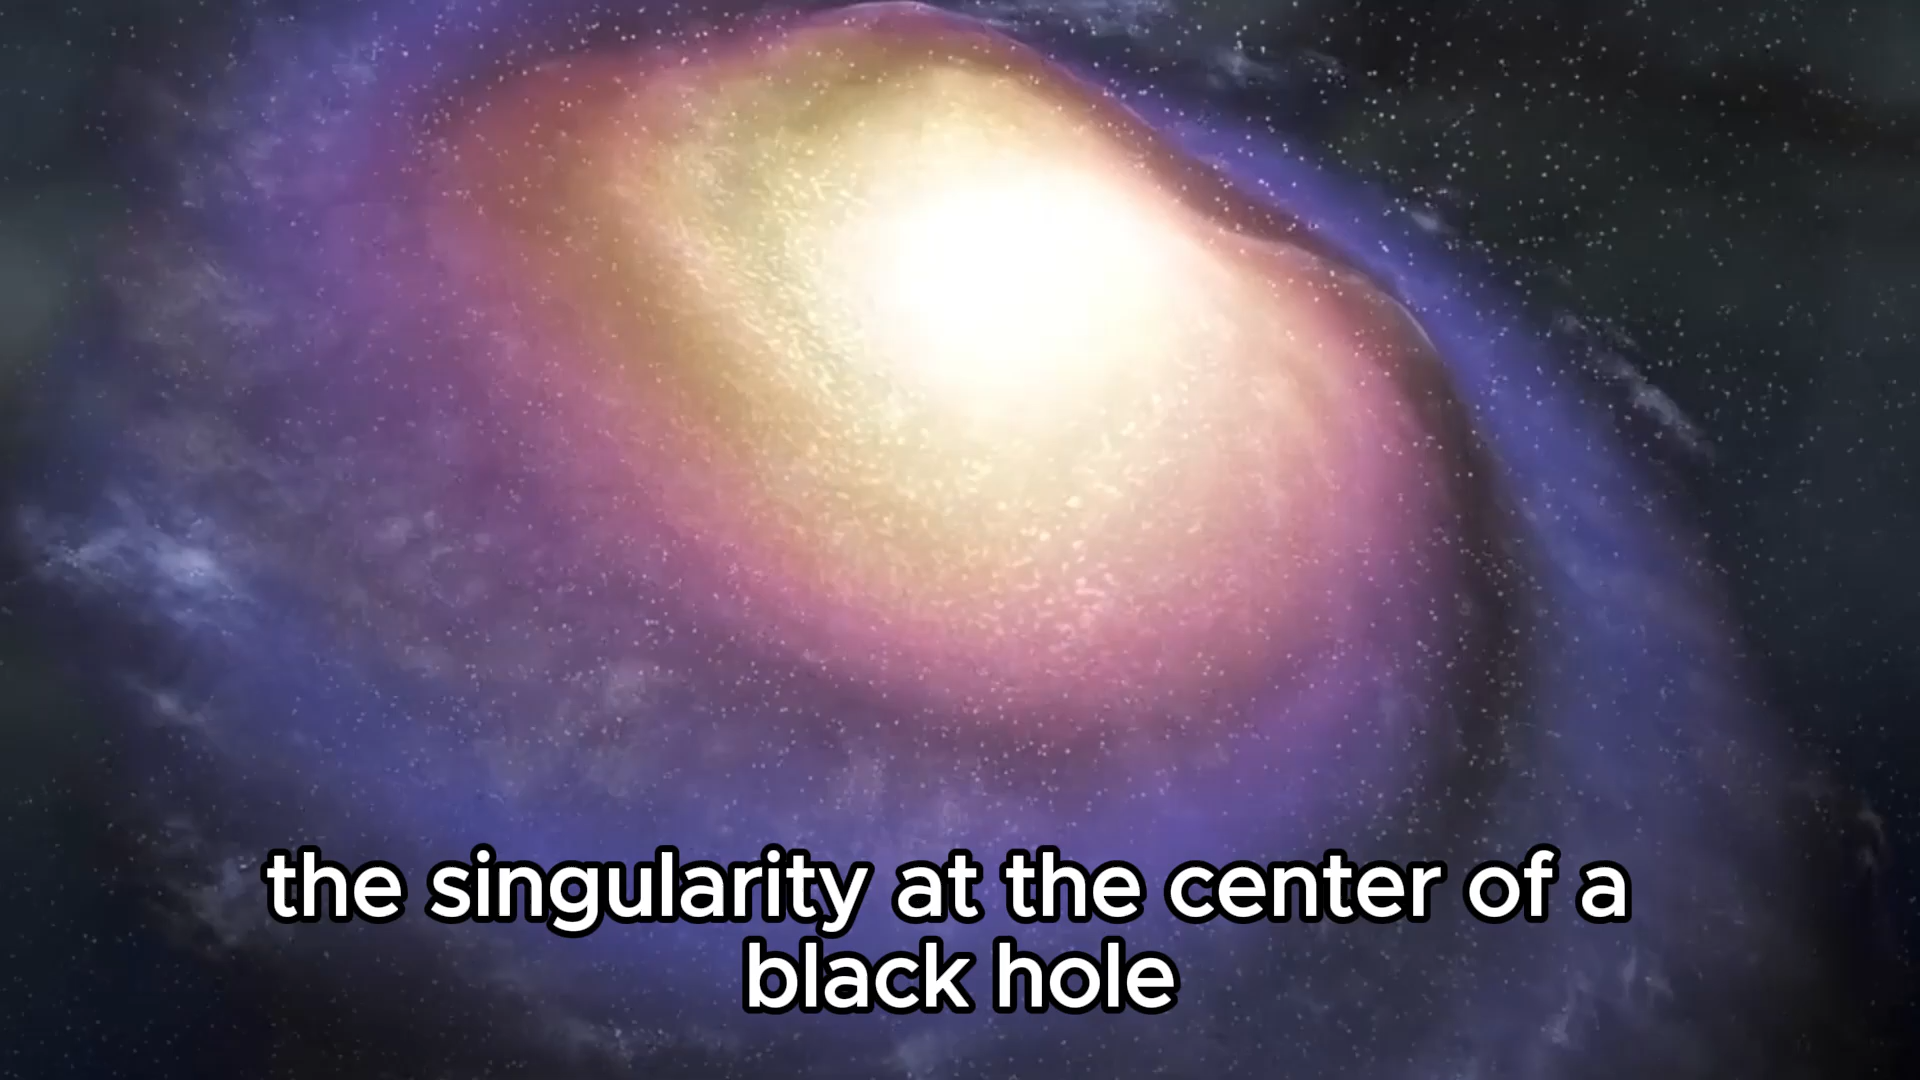 the singularity at the center of a
black hole